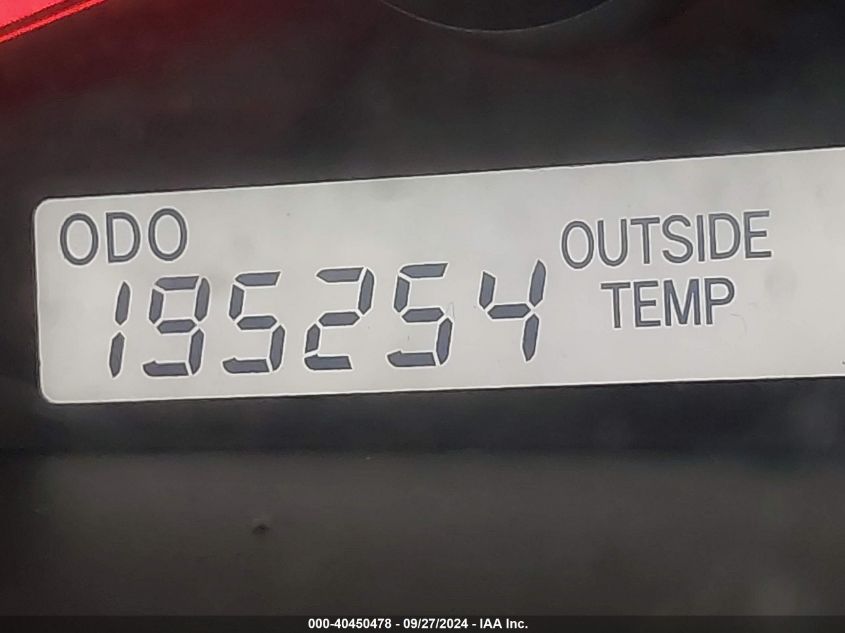 ODO
195254
OUTSIDE
TEMP
000-40450478 - 09/27/2024 - IAA Inc.